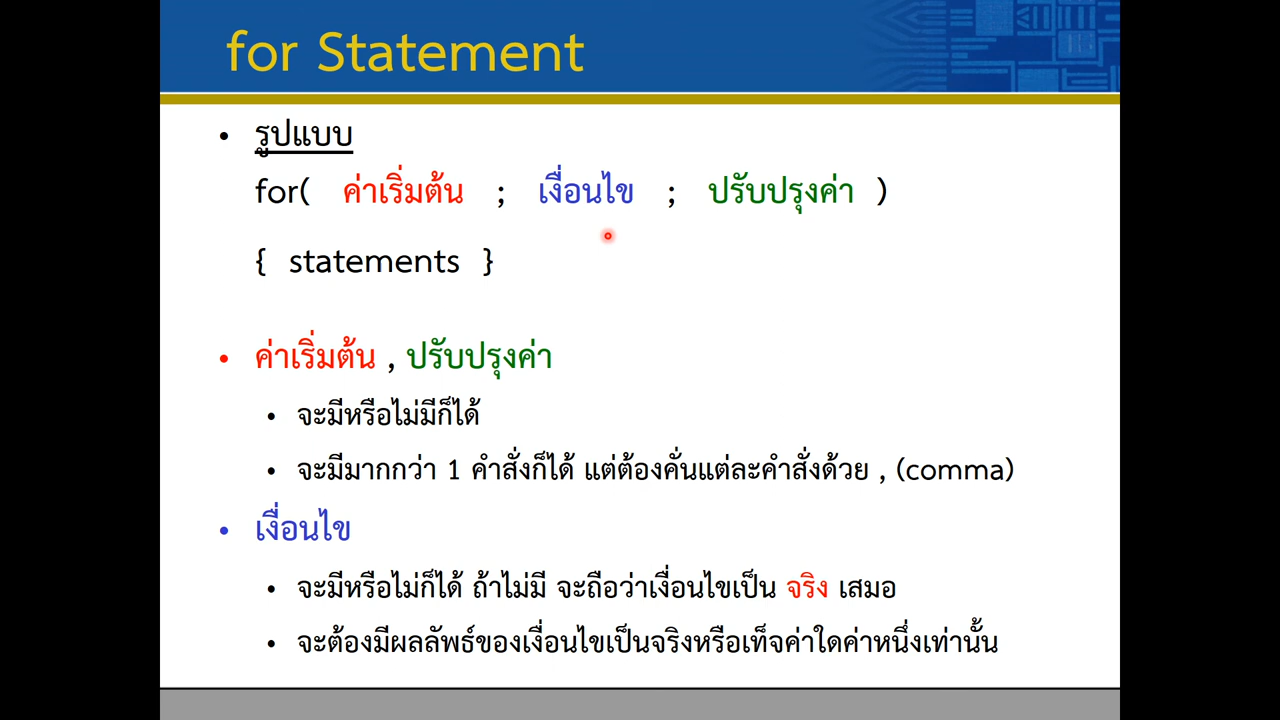 for Statement
• รูปแบบ
for( ค่าเริ่มต้น ; เงื่อนไข ; ปรับปรุงค่า )
{ statements }
• ค่าเริ่มต้น , ปรับปรุงค่า
• จะมีหรือไม่มีก็ได้
• จะมีมากกว่า 1 คำสั่งก็ได้ แต่ต้องคั่นแต่ละคำสั่งด้วย , (comma)
• เงื่อนไข
• จะมีหรือไม่ก็ได้ ถ้าไม่มี จะถือว่าเงื่อนไขเป็น จริง เสมอ
• จะต้องมีผลลัพธ์ของเงื่อนไขเป็นจริงหรือเท็จค่าใดค่าหนึ่งเท่านั้น